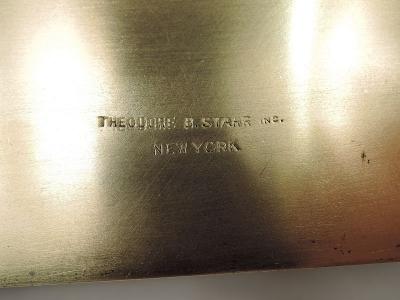 THEODORE B. STARR INC.
NEW YORK